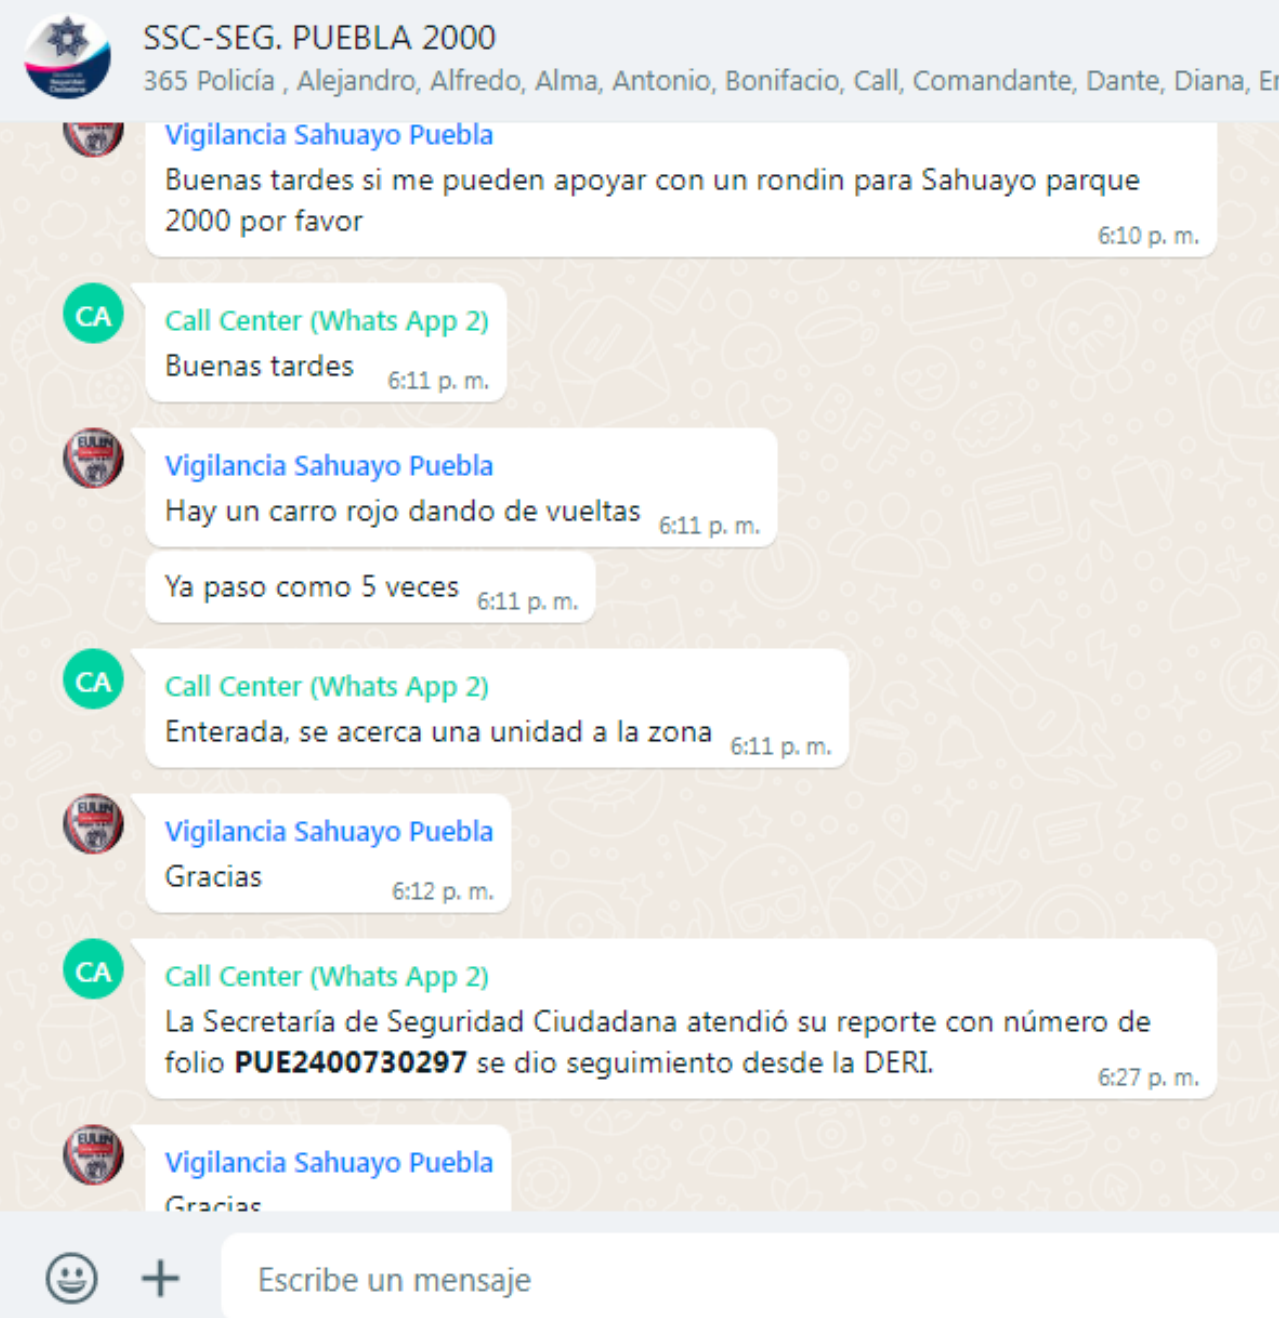 SSC-SEG. PUEBLA 2000
365 Policía , Alejandro, Alfredo, Alma, Antonio, Bonifacio, Call, Comandante, Dante, Diana,
Vigilancia Sahuayo Puebla
Buenas tardes si me pueden apoyar con un rondin para Sahuayo parque
2000 por favor
6:10 p. m.
CA
Call Center (Whats App 2)
Buenas tardes
6:11 p. m.
EULEN
Vigilancia Sahuayo Puebla
Hay un carro rojo dando de vueltas
6:11 p. m.
Ya paso como 5 veces
6:11 p. m.
CA
Call Center (Whats App 2)
Enterada, se acerca una unidad a la zona
6:11 p. m.
EULEN
Vigilancia Sahuayo Puebla
Gracias
6:12 p. m.
CA
Call Center (Whats App 2)
La Secretaría de Seguridad Ciudadana atendió su reporte con número de
folio PUE2400730297 se dio seguimiento desde la DERI.
6:27 p. m.
EULEN
Vigilancia Sahuayo Puebla
Gracias
Escribe un mensaje